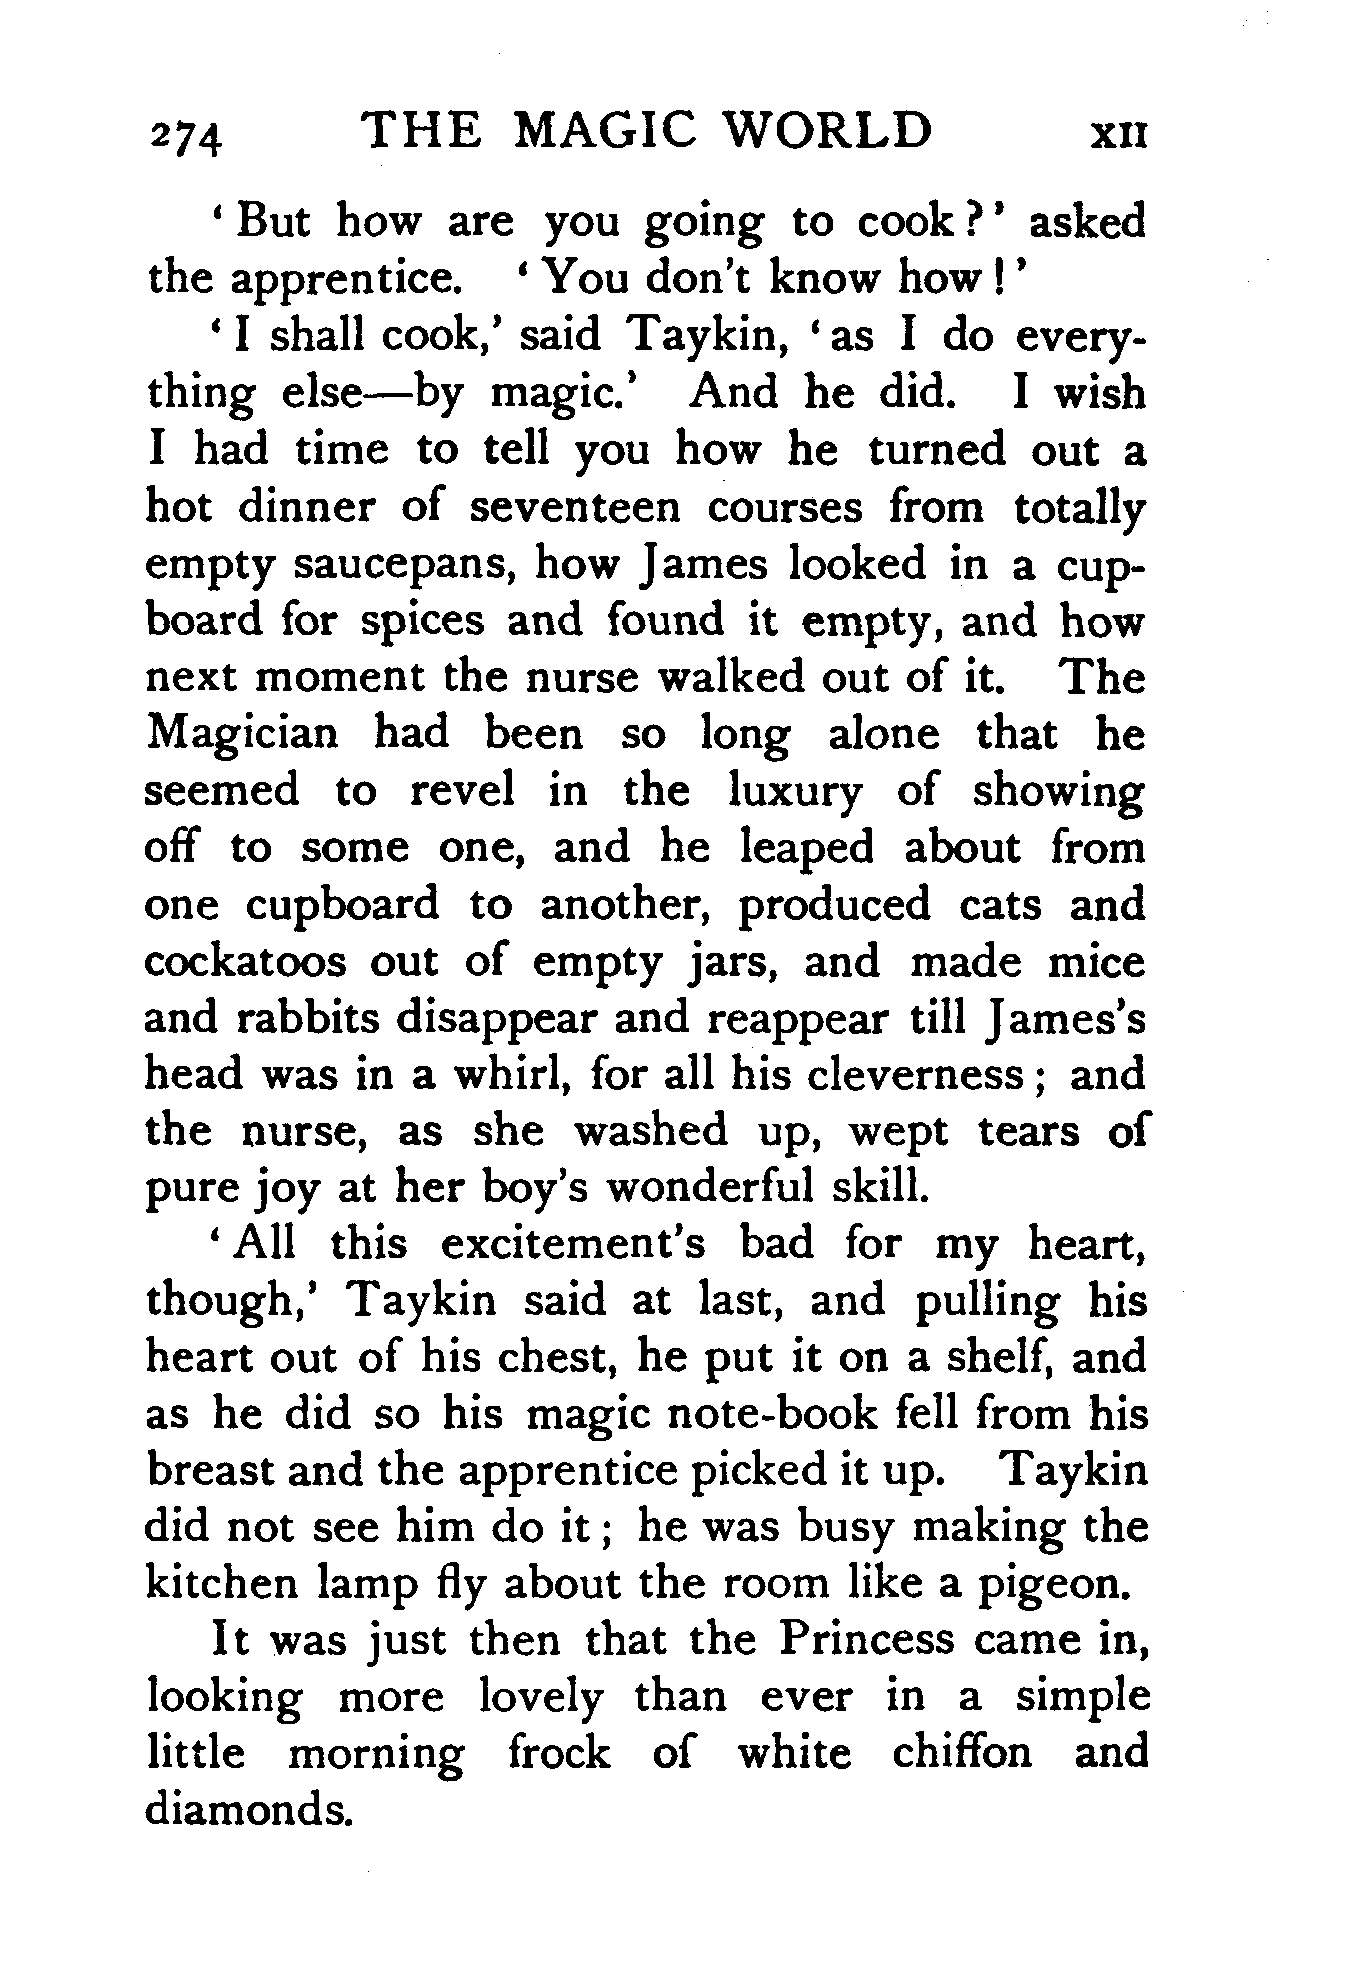 274 THE MAGIC WORLD XII
‘ But how are you going to cook ? ’ asked
the apprentice. ‘ You don’t know how ! ’
‘ I shall cook,’ said Taykin, ‘ as I do every-
thing else—by magic.’ And he did. I wish
I had time to tell you how he turned out a
hot dinner of seventeen courses from totally
empty saucepans, how James looked in a cup-
board for spices and found it empty, and how
next moment the nurse walked out of it. The
Magician had been so long alone that he
seemed to revel in the luxury of showing
off to some one, and he leaped about from
one cupboard to another, produced cats and
cockatoos out of empty jars, and made mice
and rabbits disappear and reappear till James’s
head was in a whirl, for all his cleverness ; and
the nurse, as she washed up, wept tears of
pure joy at her boy’s wonderful skill.
‘ All this excitement’s bad for my heart,
though,’ Taykin said at last, and pulling his
heart out of his chest, he put it on a shelf, and
as he did so his magic note-book fell from his
breast and the apprentice picked it up. Taykin
did not see him do it ; he was busy making the
kitchen lamp fly about the room like a pigeon.
It was just then that the Princess came in,
looking more lovely than ever in a simple
little morning frock of white chiffon and
diamonds.